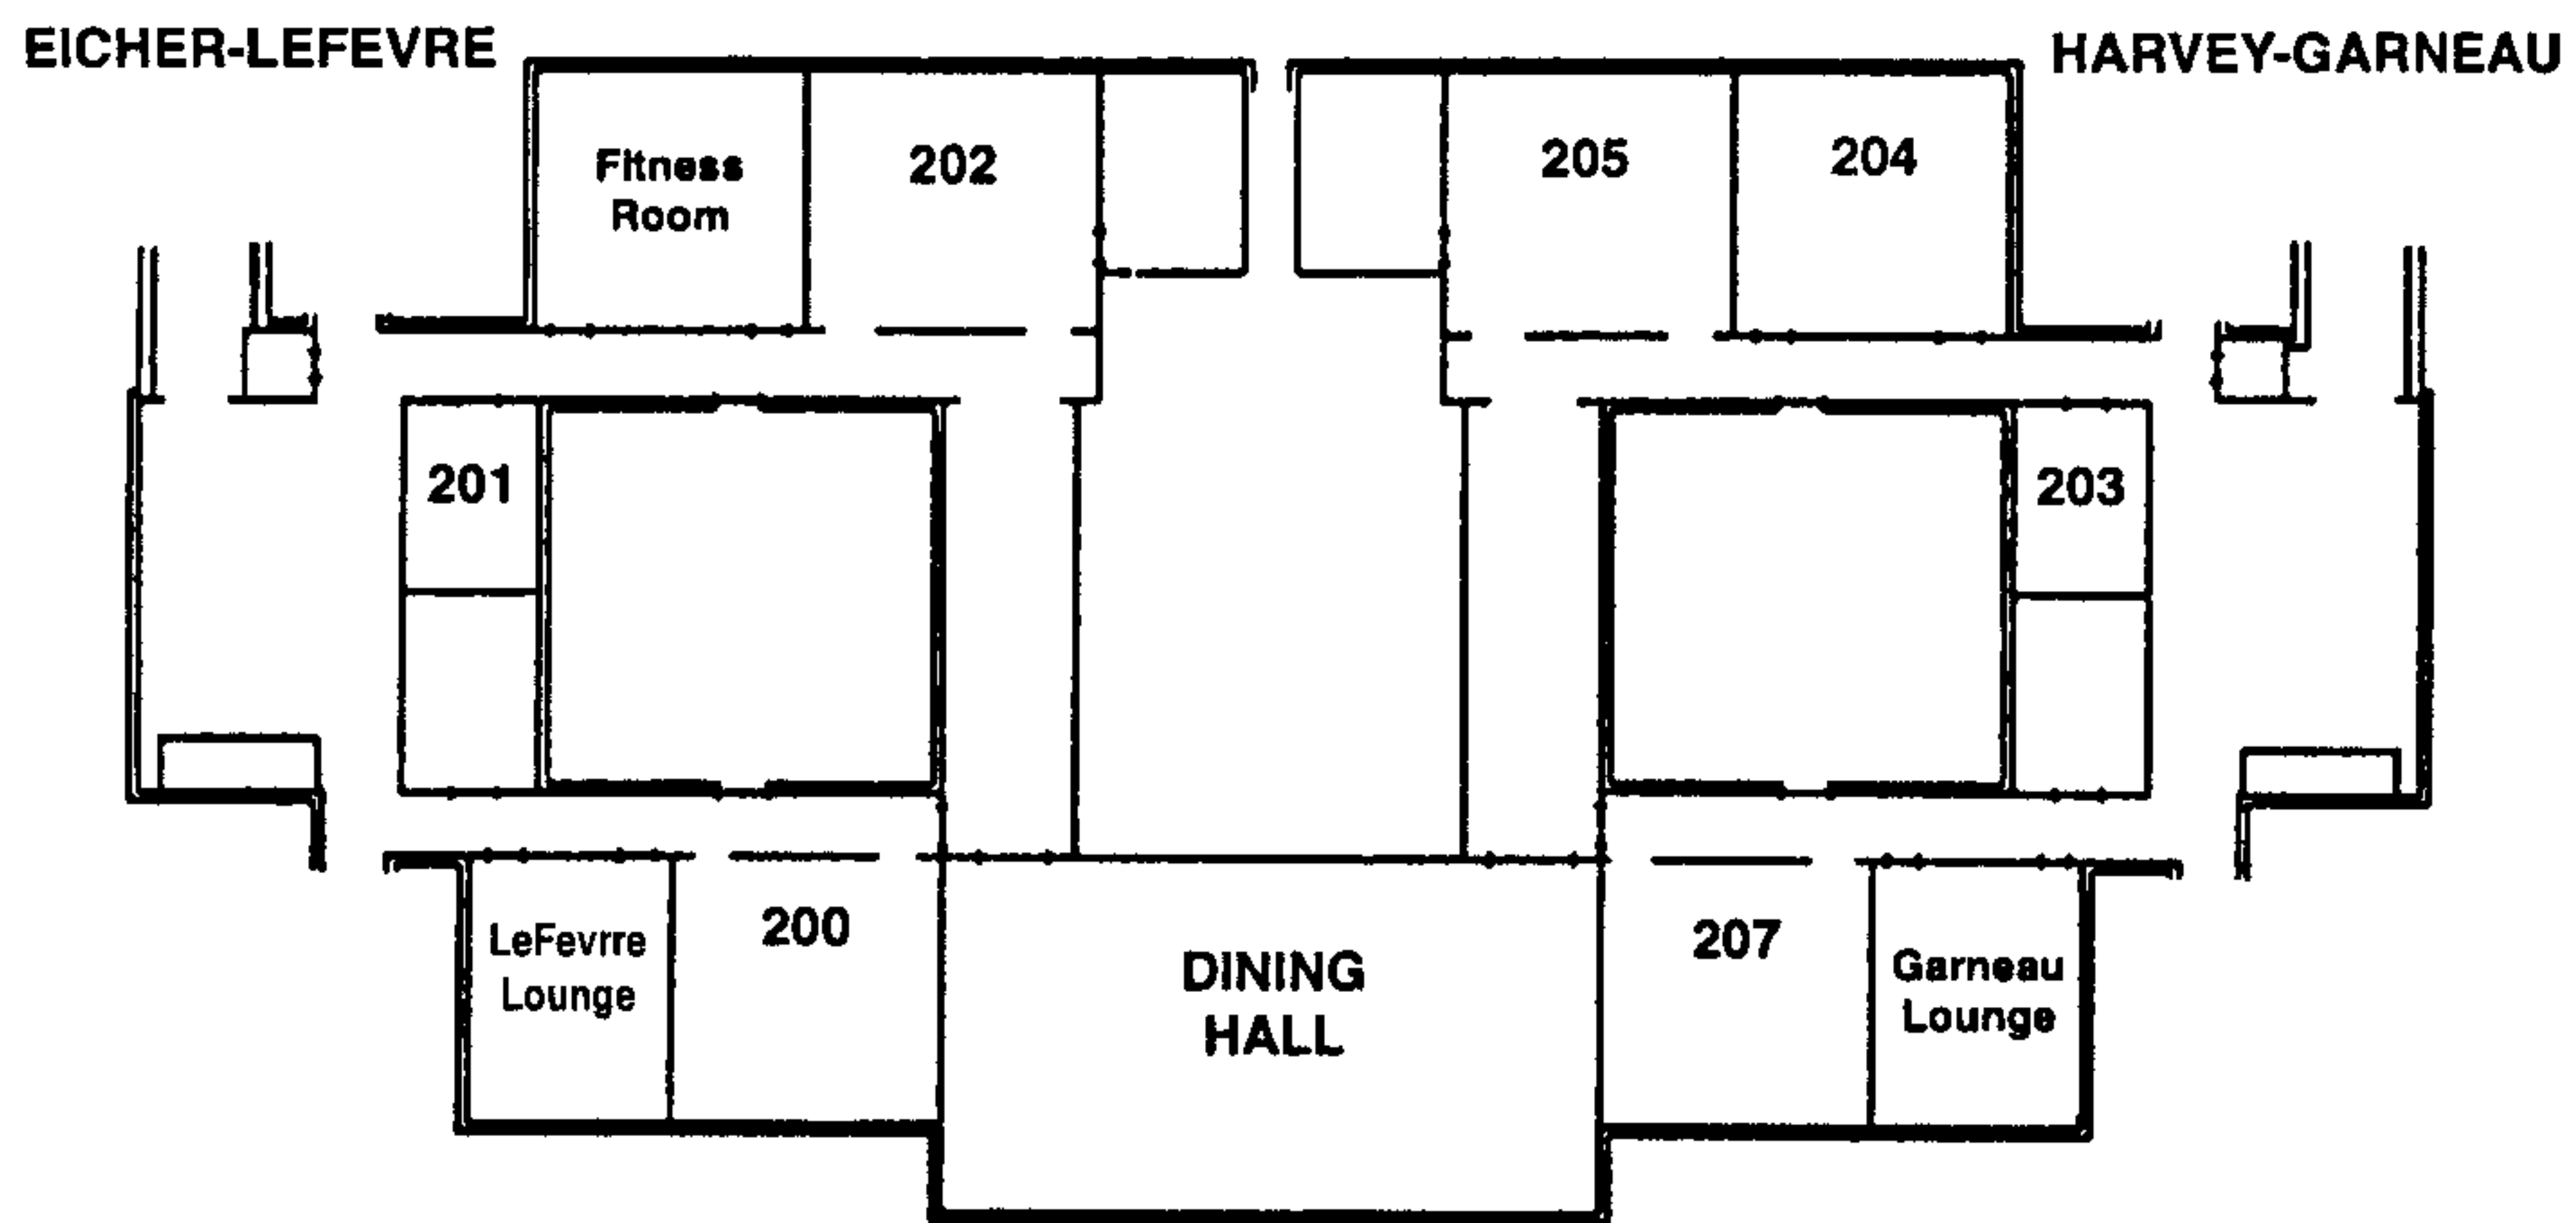 EICHER-LEFEVRE
HARVEY-GARNEAU
Fitness
Room
202
205
204
201
203
LeFevrre
Lounge
200
DINING
HALL
207
Garneau
Lounge